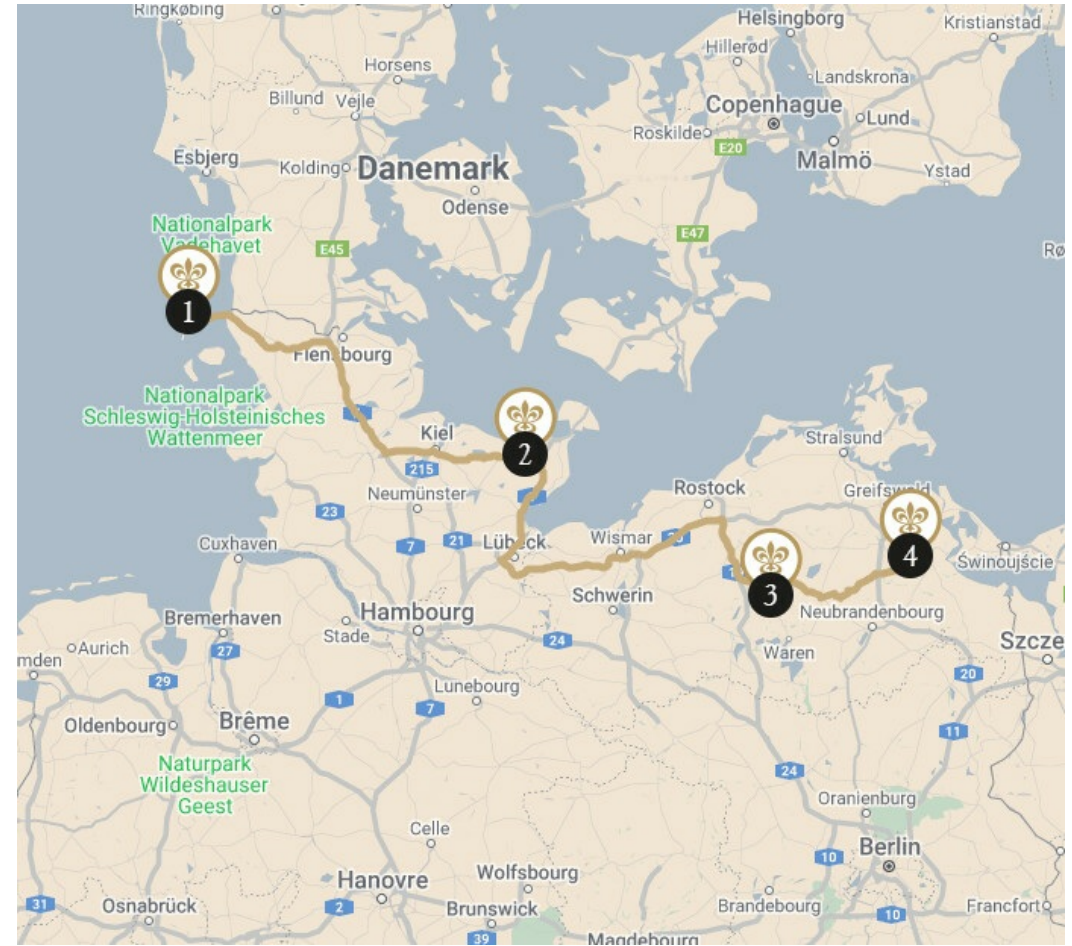 Ringkøbing
Helsingborg
Kristianstad
Hillerød
Horsens
Landskrona
Billund
Vejle
Copenhague
Lund
Roskilde
E20
Malmö
Esbjerg
Kolding
Danemark
Ystad
Odense
Nationalpark
Vadehavet
E45
E47
Rø
1
Flensbourg
Nationalpark
Schleswig-Holsteinisches
Wattenmeer
Kiel
2
Stralsund
215
Neumünster
Rostock
Greifswald
23
Cuxhaven
7
21
Lübeck
Wismar
4
Świnoujście
3
Schwerin
Hambourg
Neubrandenbourg
Bremerhaven
Stade
24
Waren
Szcze
Aurich
mden
27
29
Lunebourg
20
1
7
Oldenbourg
Brême
11
Naturpark
Wildeshauser
Geest
24
Oranienburg
Celle
Berlin
10
Hanovre
Wolfsbourg
31
Osnabrück
2
Brunswick
Brandebourg
10
Francfort
39
Magdebourg